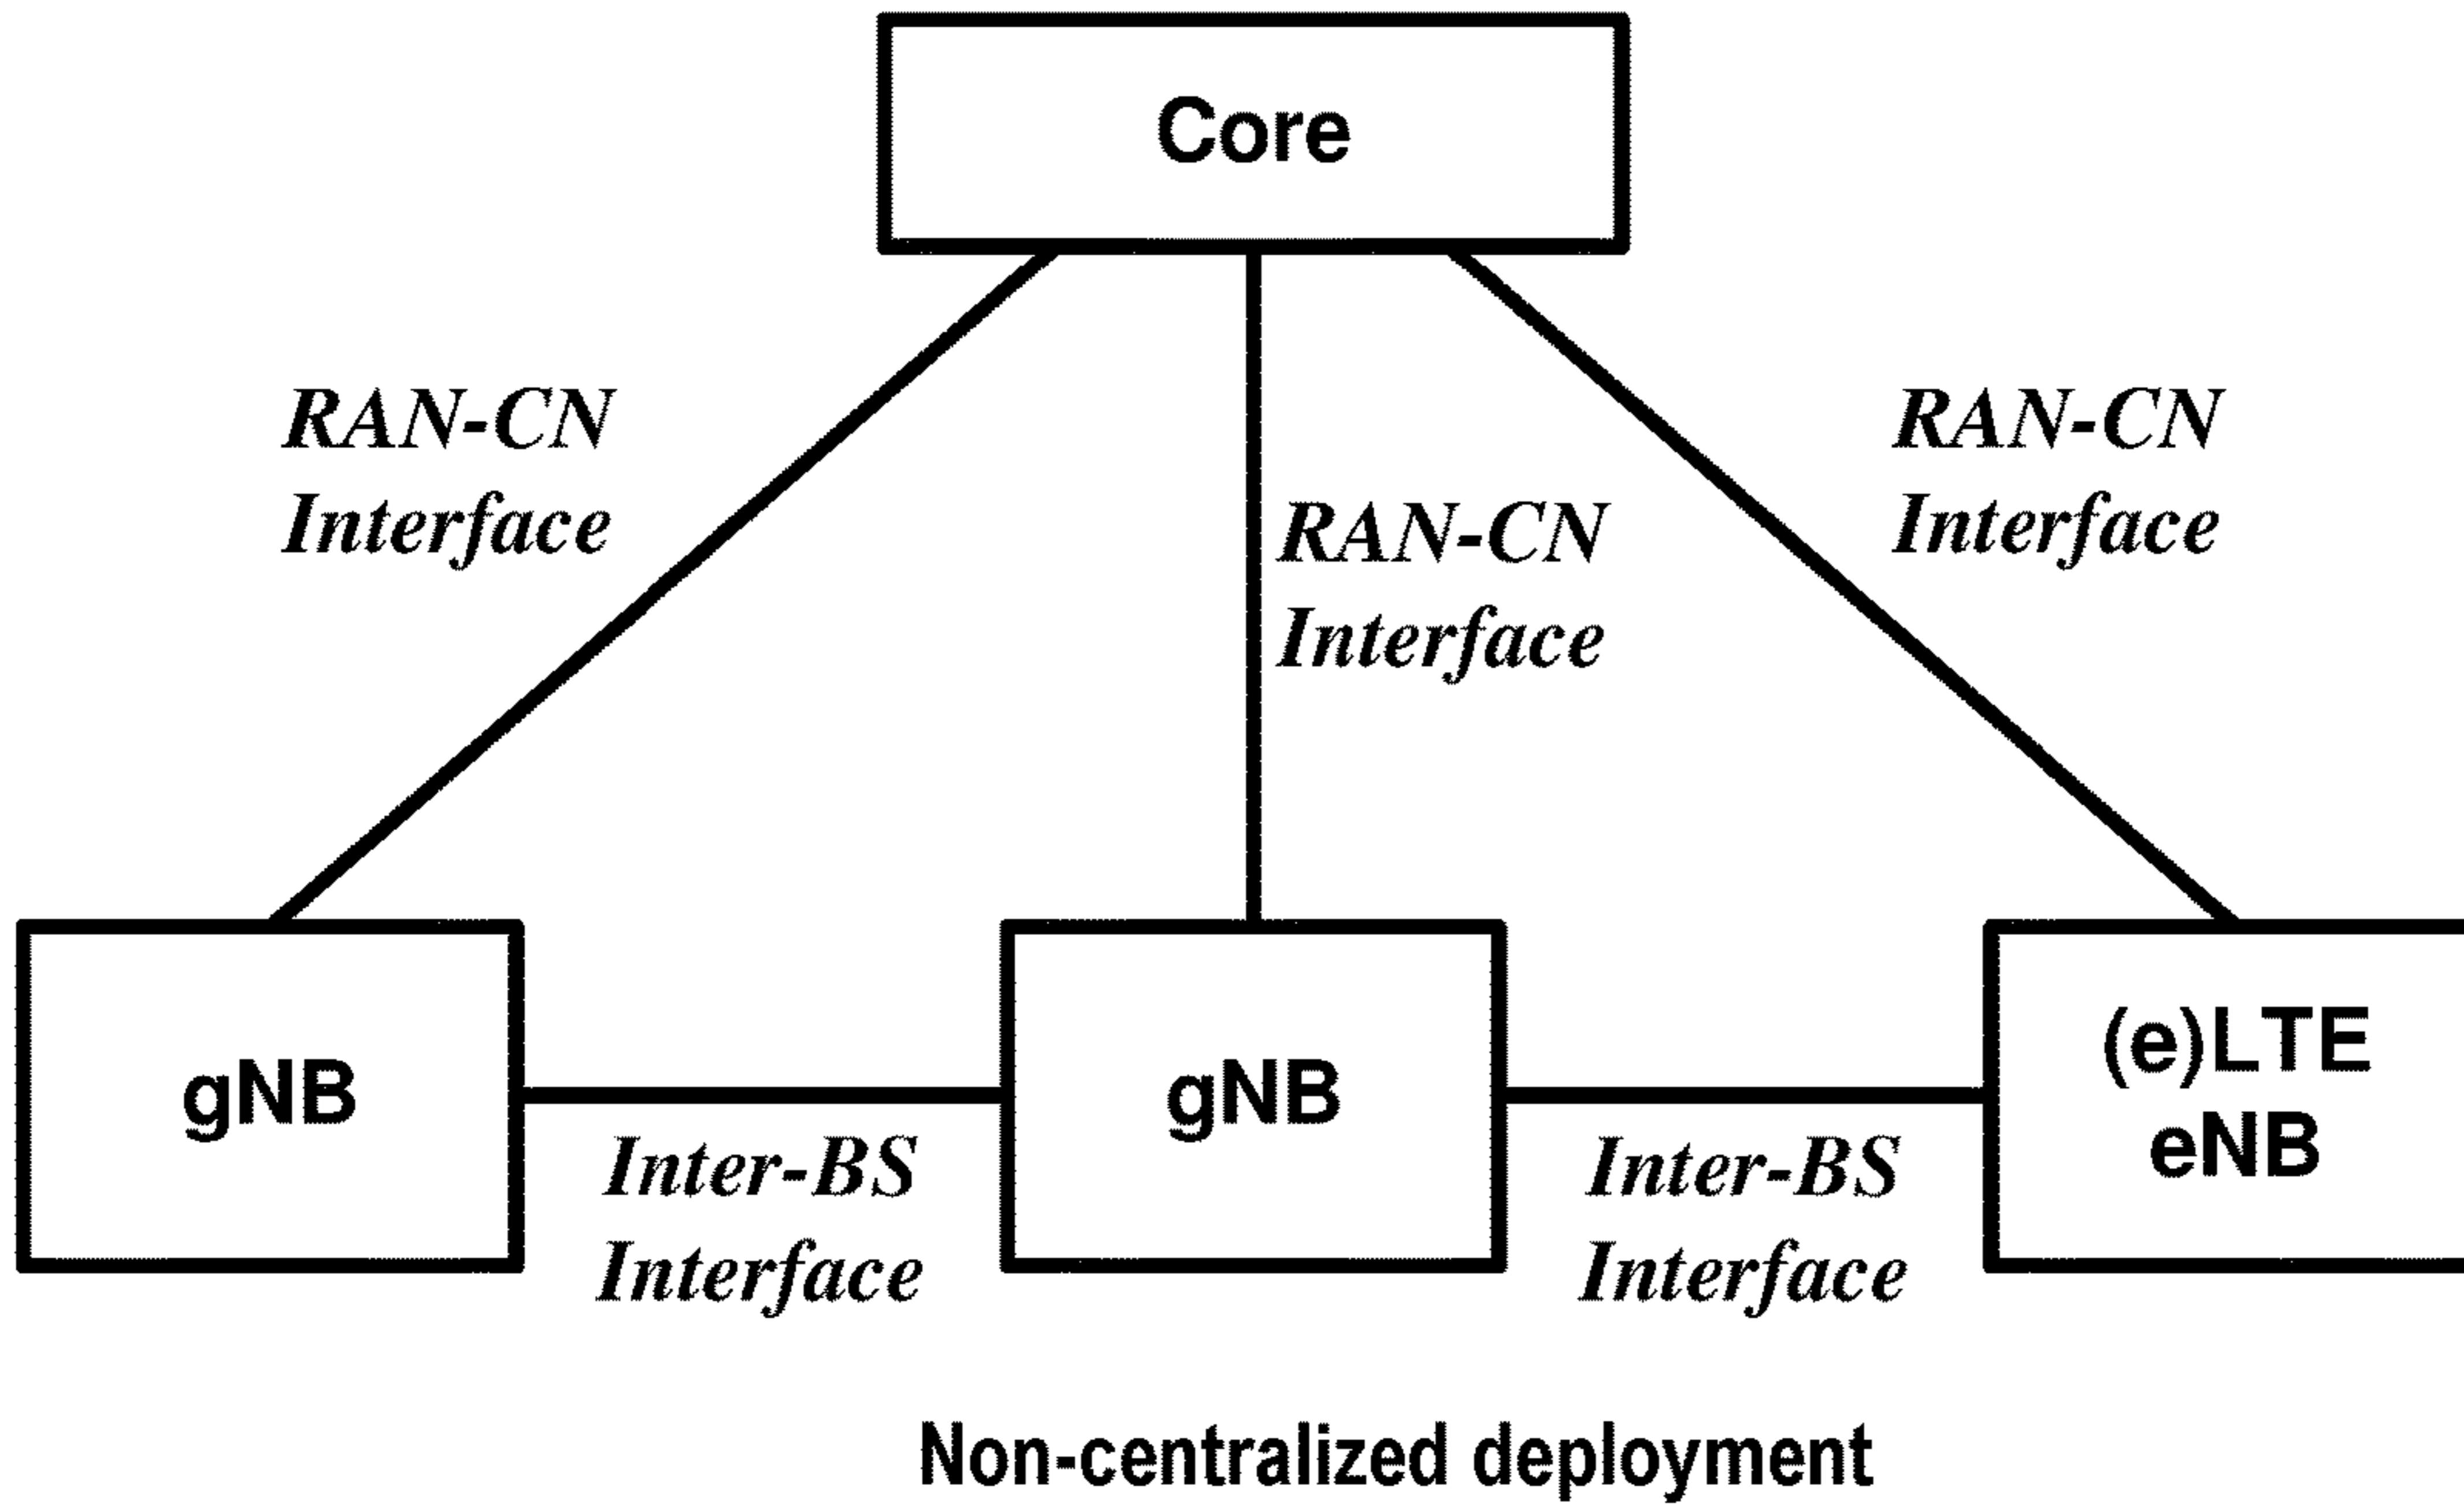 Core
RAN-CN
Interface
RAN-CN
Interface
RAN-CN
Interface
gNB
gNB
(e)LTE
eNB
Inter-BS
Interface
Inter-BS
Interface
Non-centralized deployment